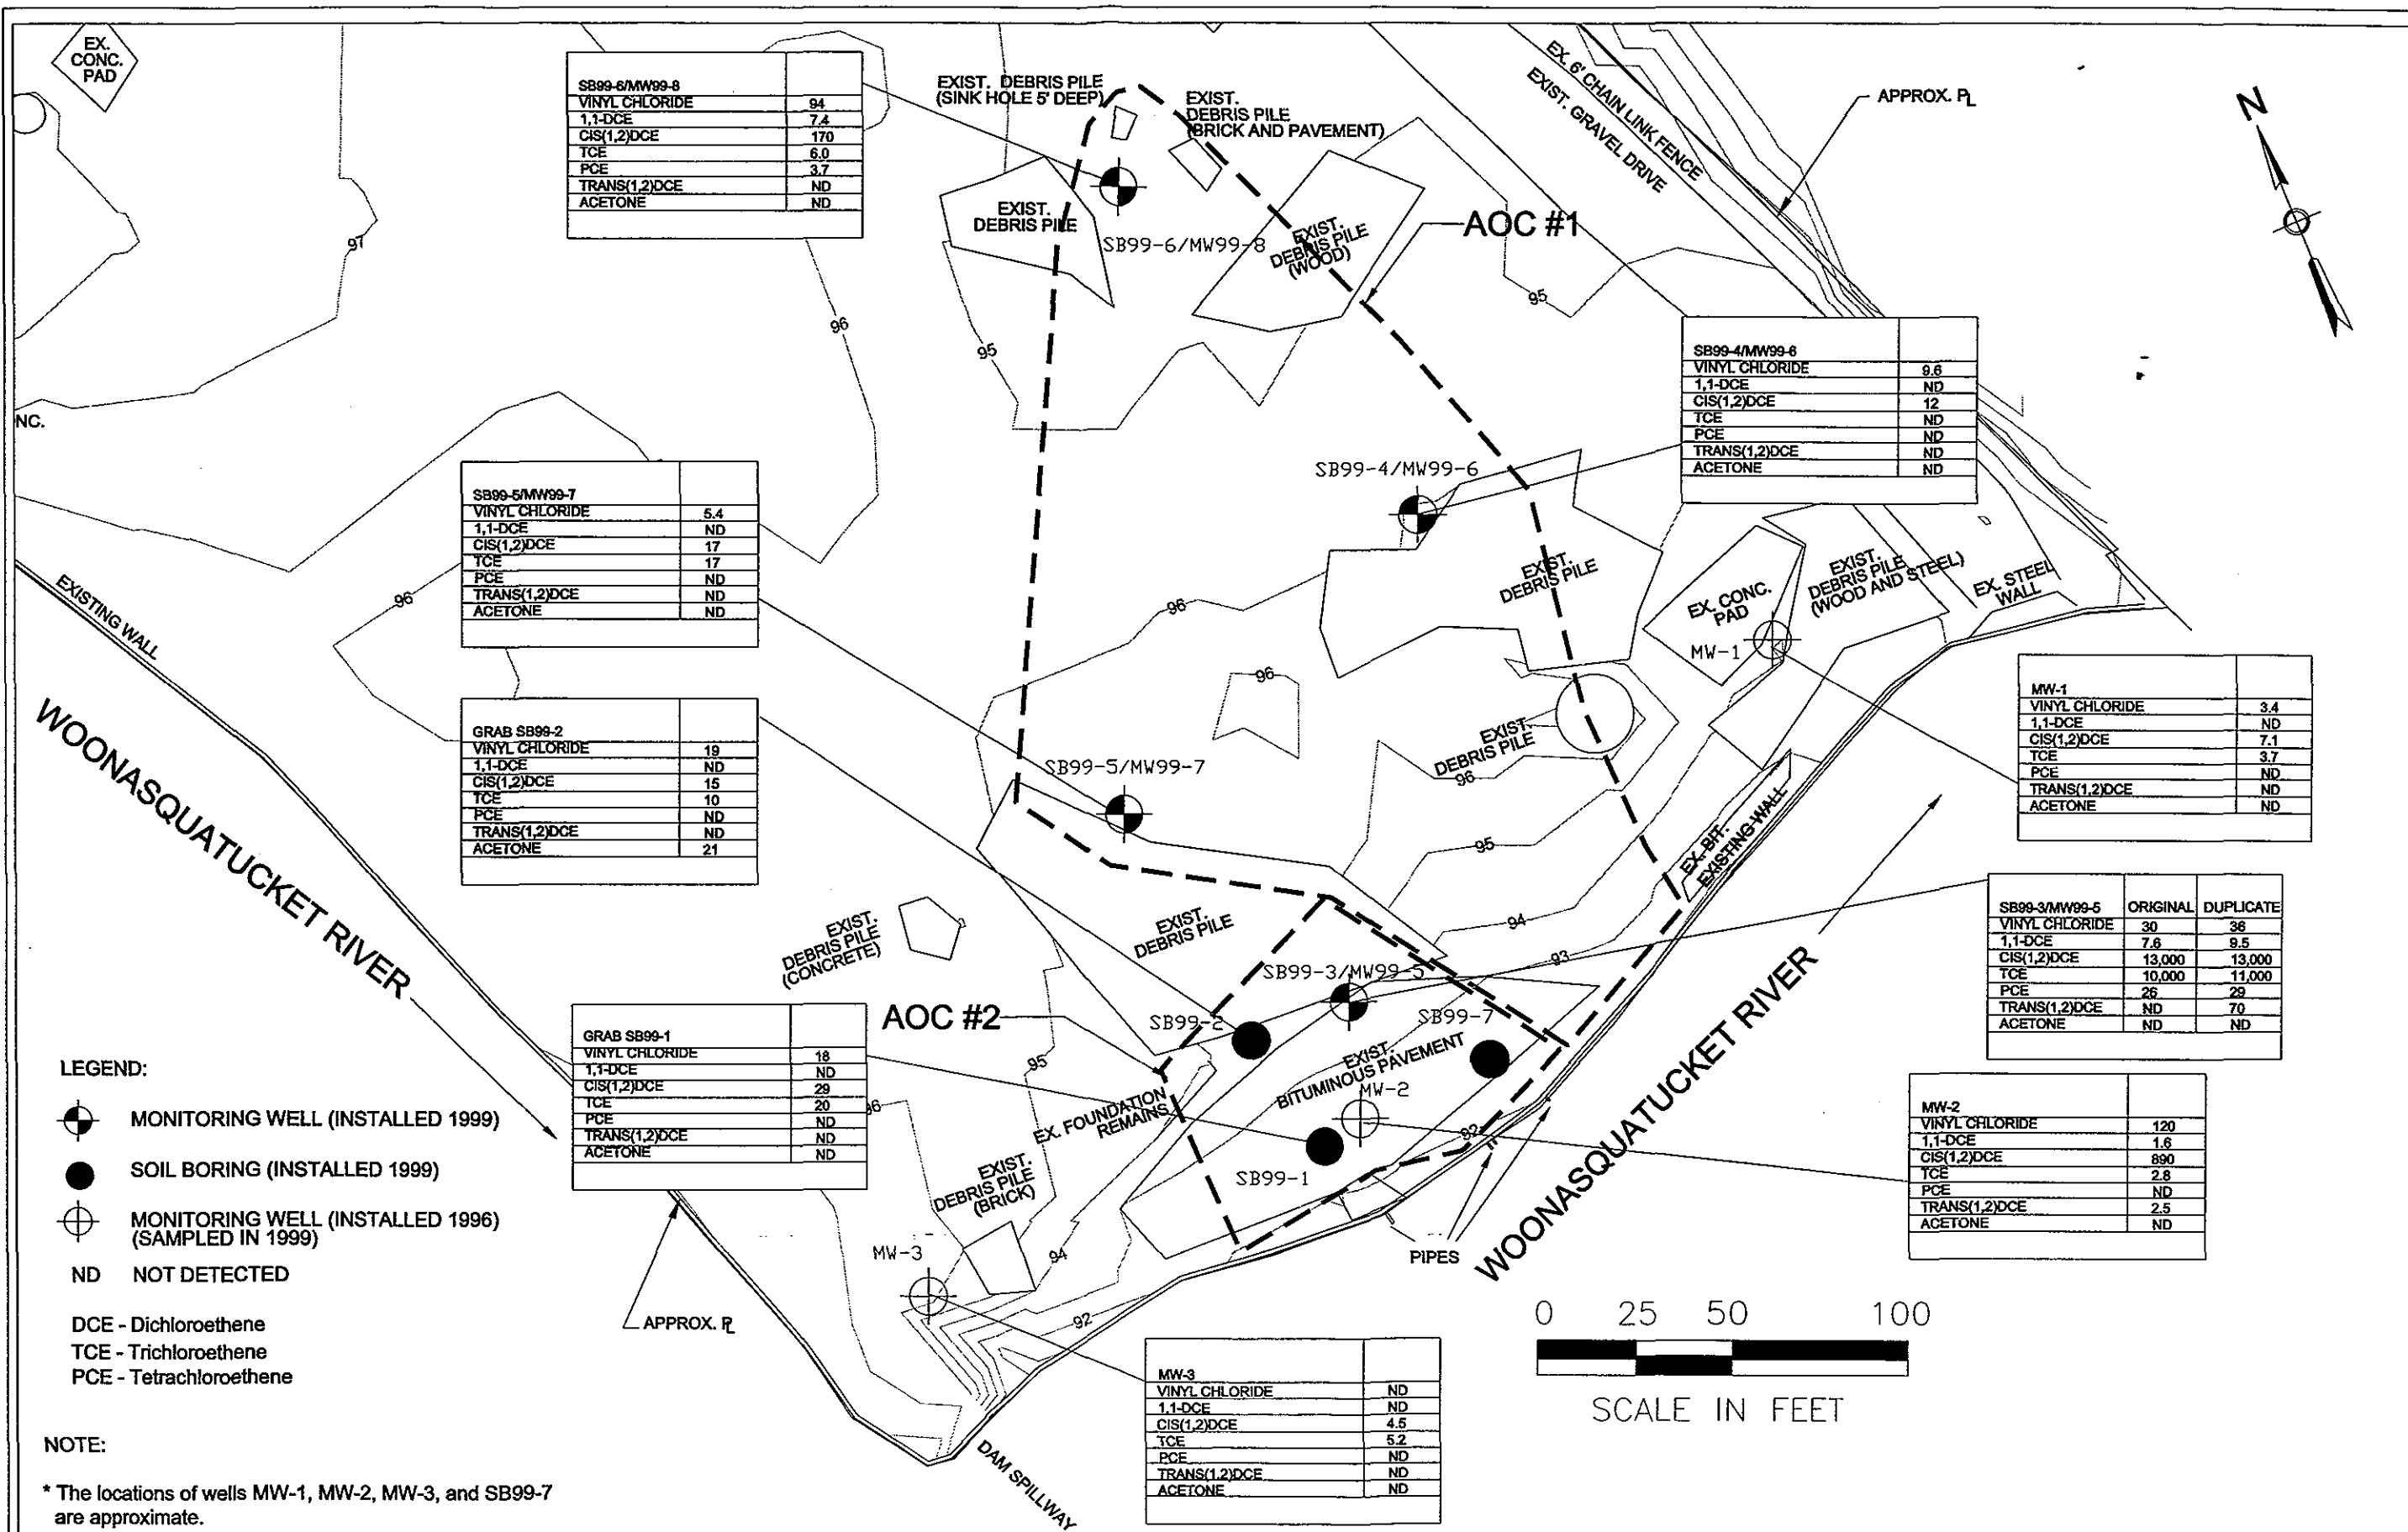 EX.
CONC.
PAD
SB99-6/MW99-8
VINYL CHLORIDE 94
1,1-DCE 7.4
CIS(1,2)DCE 170
TCE 6.0
PCE 3.7
TRANS(1,2)DCE ND
ACETONE ND
EXIST. DEBRIS PILE
(SINK HOLE 5' DEEP)
EXIST.
DEBRIS PILE
(BRICK AND PAVEMENT)
EX. 6' CHAIN LINK FENCE
EXIST. GRAVEL DRIVE
APPROX. PL
N
EXIST.
DEBRIS PILE
SB99-6/MW99-8
EXIST.
DEBRIS PILE
(WOOD)
AOC #1
97
96
95
95
SB99-4/MW99-6
VINYL CHLORIDE 9.6
1,1-DCE ND
CIS(1,2)DCE 12
TCE ND
PCE ND
TRANS(1,2)DCE ND
ACETONE ND
NC.
SB99-5/MW99-7
VINYL CHLORIDE 5.4
1,1-DCE ND
CIS(1,2)DCE 17
TCE 17
PCE ND
TRANS(1,2)DCE ND
ACETONE ND
SB99-4/MW99-6
EXIST.
DEBRIS PILE
EX. CONC.
PAD
EXIST.
DEBRIS PILE
(WOOD AND STEEL)
EX. STEEL
WALL
MW-1
EXISTING WALL
96
96
96
WOONASQUATUCKET RIVER
GRAB SB99-2
VINYL CHLORIDE 19
1,1-DCE ND
CIS(1,2)DCE 15
TCE 10
PCE ND
TRANS(1,2)DCE ND
ACETONE 21
SB99-5/MW99-7
EXIST.
DEBRIS PILE
96
MW-1
VINYL CHLORIDE 3.4
1,1-DCE ND
CIS(1,2)DCE 7.1
TCE 3.7
PCE ND
TRANS(1,2)DCE ND
ACETONE ND
EX. BIT.
EXISTING WALL
95
94
93
EXIST.
DEBRIS PILE
(CONCRETE)
EXIST.
DEBRIS PILE
SB99-3/MW99-5 ORIGINAL DUPLICATE
VINYL CHLORIDE 30 36
1,1-DCE 7.6 9.5
CIS(1,2)DCE 13,000 13,000
TCE 10,000 11,000
PCE 26 29
TRANS(1,2)DCE ND 70
ACETONE ND ND
SB99-3/MW99-5
SB99-2
SB99-7
AOC #2
GRAB SB99-1
VINYL CHLORIDE 18
1,1-DCE ND
CIS(1,2)DCE 29
TCE 20
PCE ND
TRANS(1,2)DCE ND
ACETONE ND
95
96
EX. FOUNDATION
REMAINS
EXIST.
BITUMINOUS PAVEMENT
MW-2
92
SB99-1
WOONASQUATUCKET RIVER
MW-2
VINYL CHLORIDE 120
1,1-DCE 1.6
CIS(1,2)DCE 890
TCE 2.8
PCE ND
TRANS(1,2)DCE 2.5
ACETONE ND
EXIST.
DEBRIS PILE
(BRICK)
94
MW-3
92
PIPES
APPROX. PL
DAM SPILLWAY
MW-3
VINYL CHLORIDE ND
1,1-DCE ND
CIS(1,2)DCE 4.5
TCE 5.2
PCE ND
TRANS(1,2)DCE ND
ACETONE ND
0 25 50 100
SCALE IN FEET
LEGEND:
MONITORING WELL (INSTALLED 1999)
SOIL BORING (INSTALLED 1999)
MONITORING WELL (INSTALLED 1996)
(SAMPLED IN 1999)
ND NOT DETECTED
DCE - Dichloroethene
TCE - Trichloroethene
PCE - Tetrachloroethene
NOTE:
* The locations of wells MW-1, MW-2, MW-3, and SB99-7
are approximate.